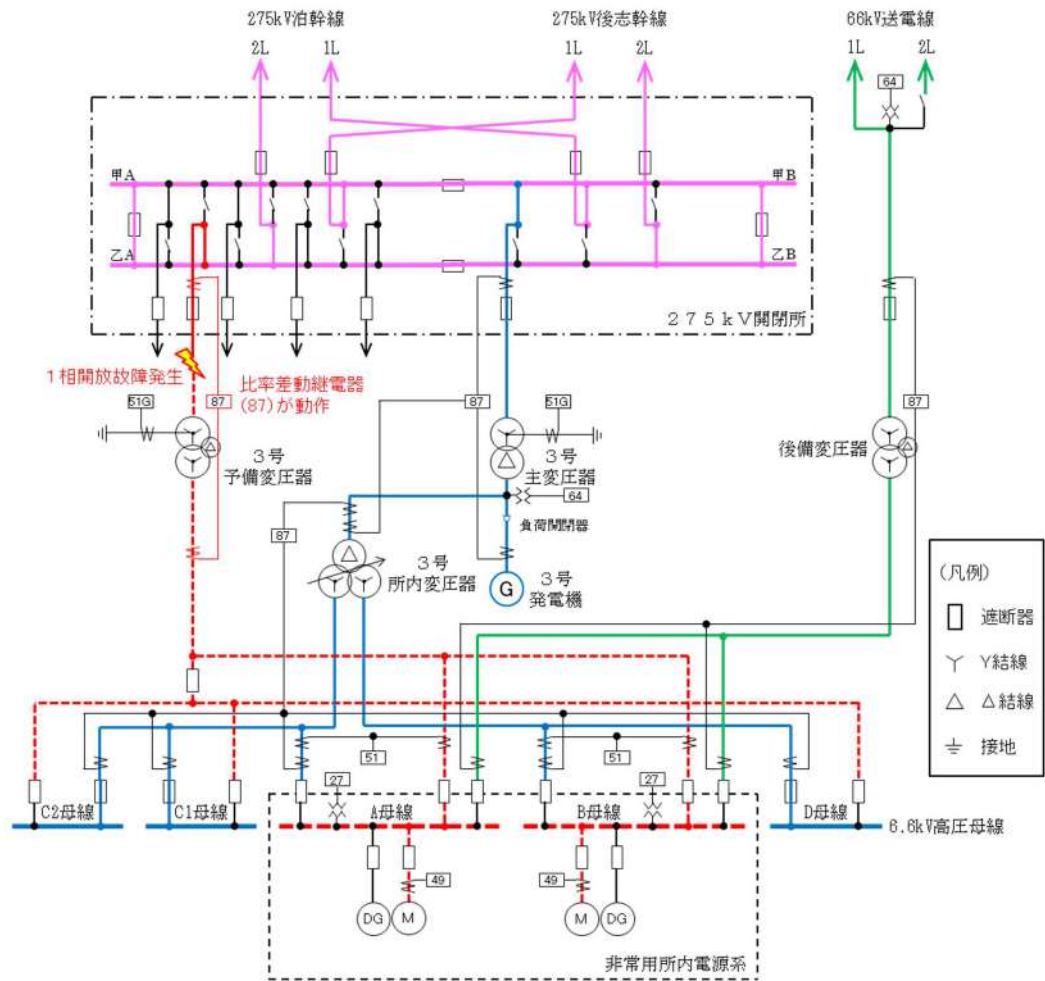 275kV泊幹線
275kV後志幹線
66kV送電線
2L
1L
1L
2L
1L
2L
64
甲A
甲B
乙A
乙B
275kV開閉所
1相開放故障発生
比率差動継電器
(87)が動作
87
51G
3号
予備変圧器
87
51G
3号
主変圧器
64
負荷開閉器
87
後備変圧器
87
3号
所内変圧器
G
3号
発電機
(凡例)
遮断器
Y結線
△結線
接地
51
51
27
27
C2母線
C1母線
A母線
B母線
D母線
6.6kV高圧母線
49
49
DG
M
M
DG
非常用所内電源系